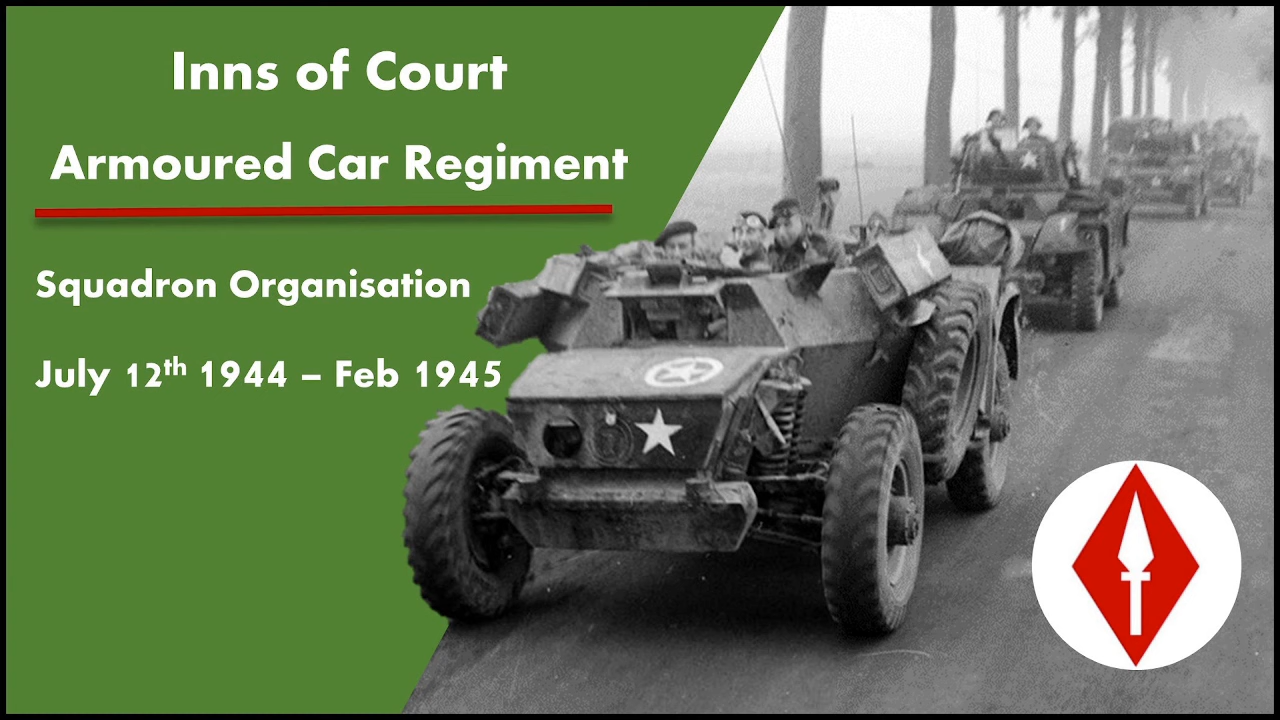 Inns of Court
Armoured Car Regiment
Squadron Organisation
July 12th 1944 – Feb 1945